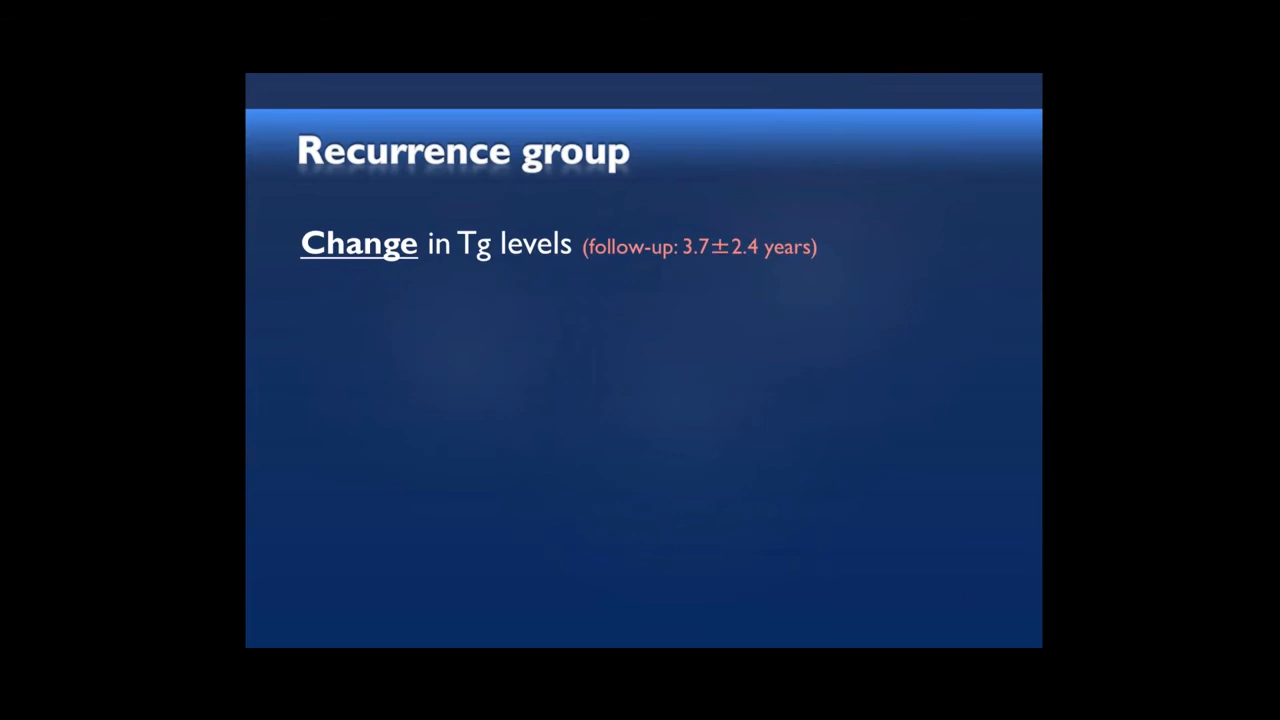 Recurrence group
Change in Tg levels (follow-up: 3.7±2.4 years)